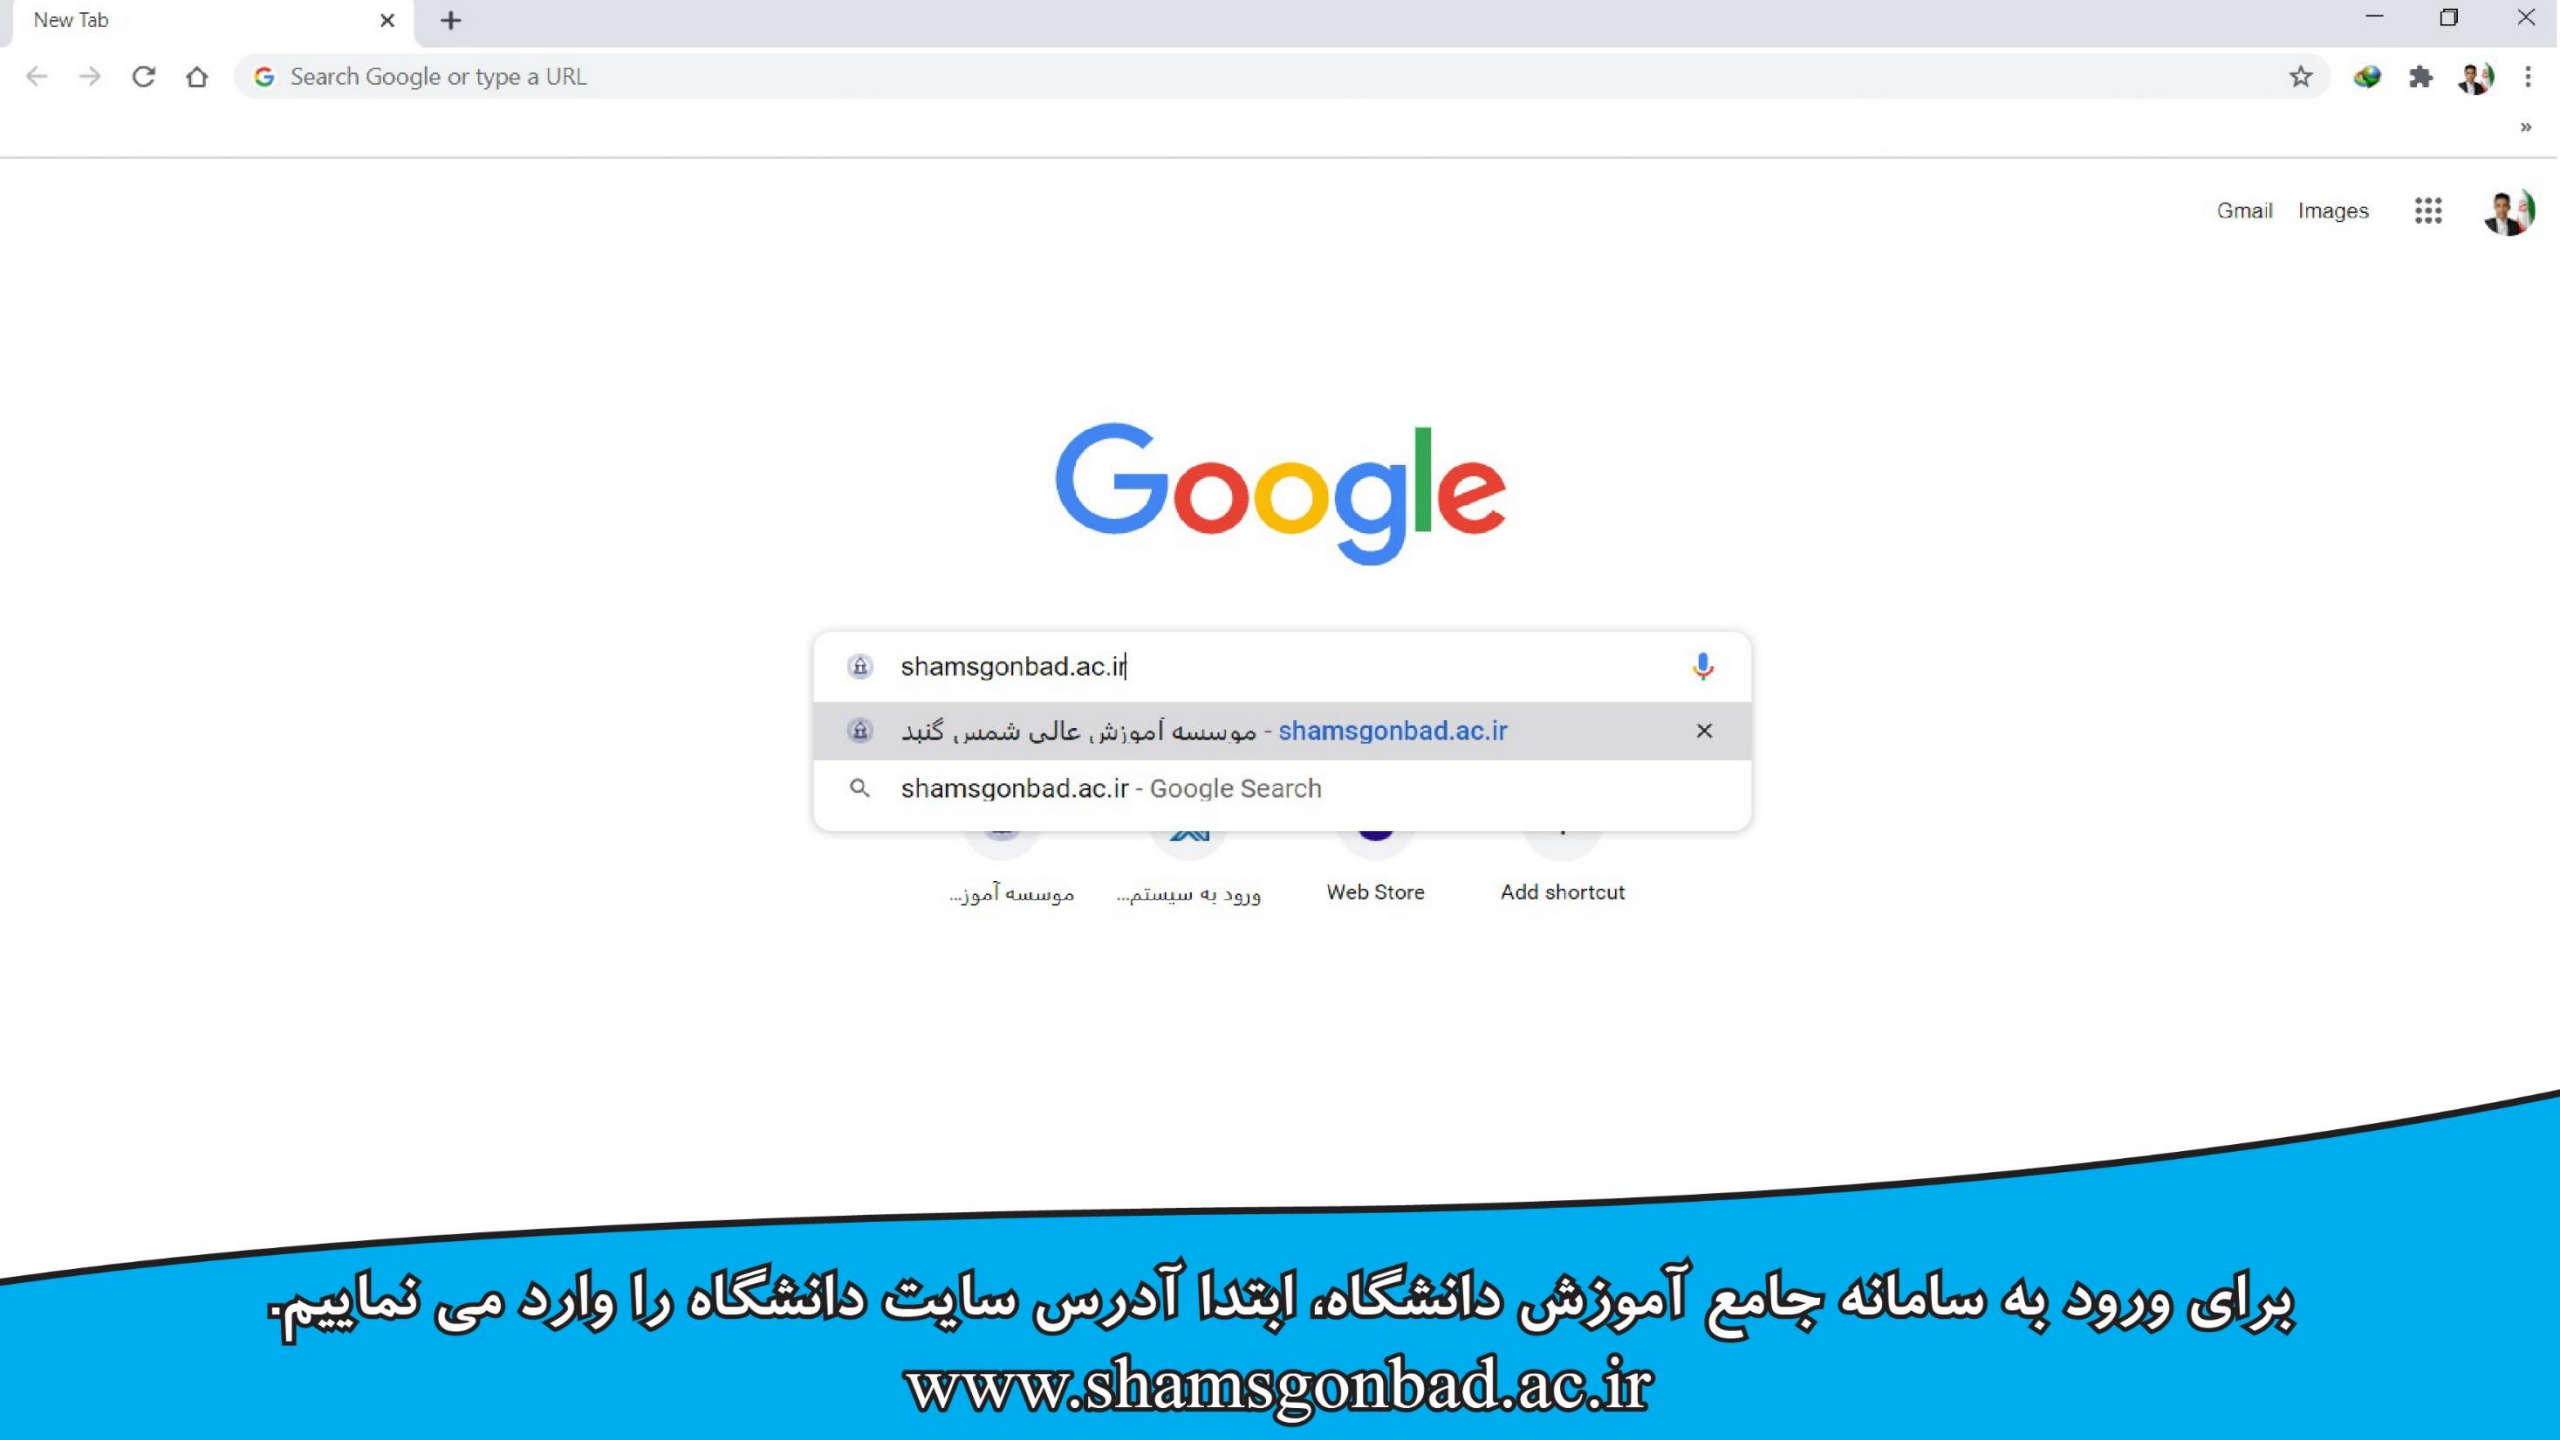 New Tab
Search Google or type a URL
Gmail Images
Google
shamsgonbad.ac.ir
موسسه آموزش عالی شمس گنبد - shamsgonbad.ac.ir
shamsgonbad.ac.ir - Google Search
موسسه آموز... ورود به سیستم... Web Store Add shortcut
برای ورود به سامانه جامع آموزش دانشگاه، ابتدا آدرس سایت دانشگاه را وارد می نماییم.
www.shamsgonbad.ac.ir